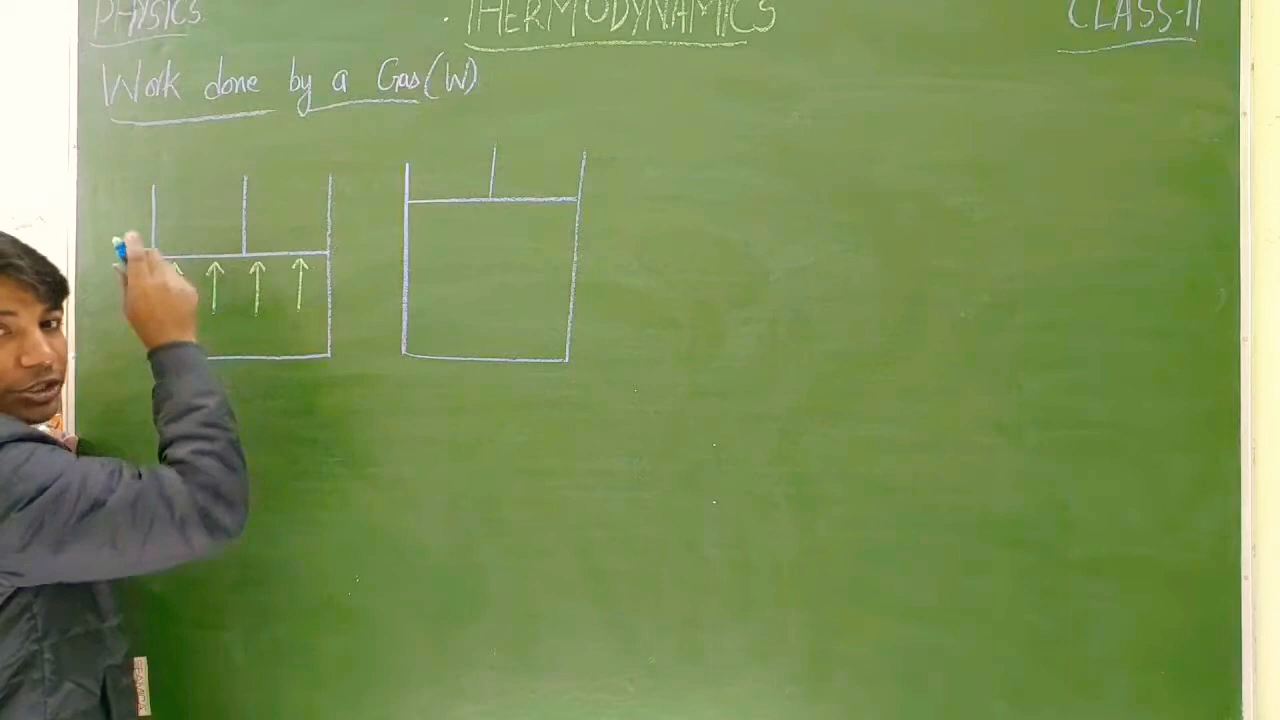 PHYSICS
THERMODYNAMICS
CLASS-11
Work done by a Gas (W)